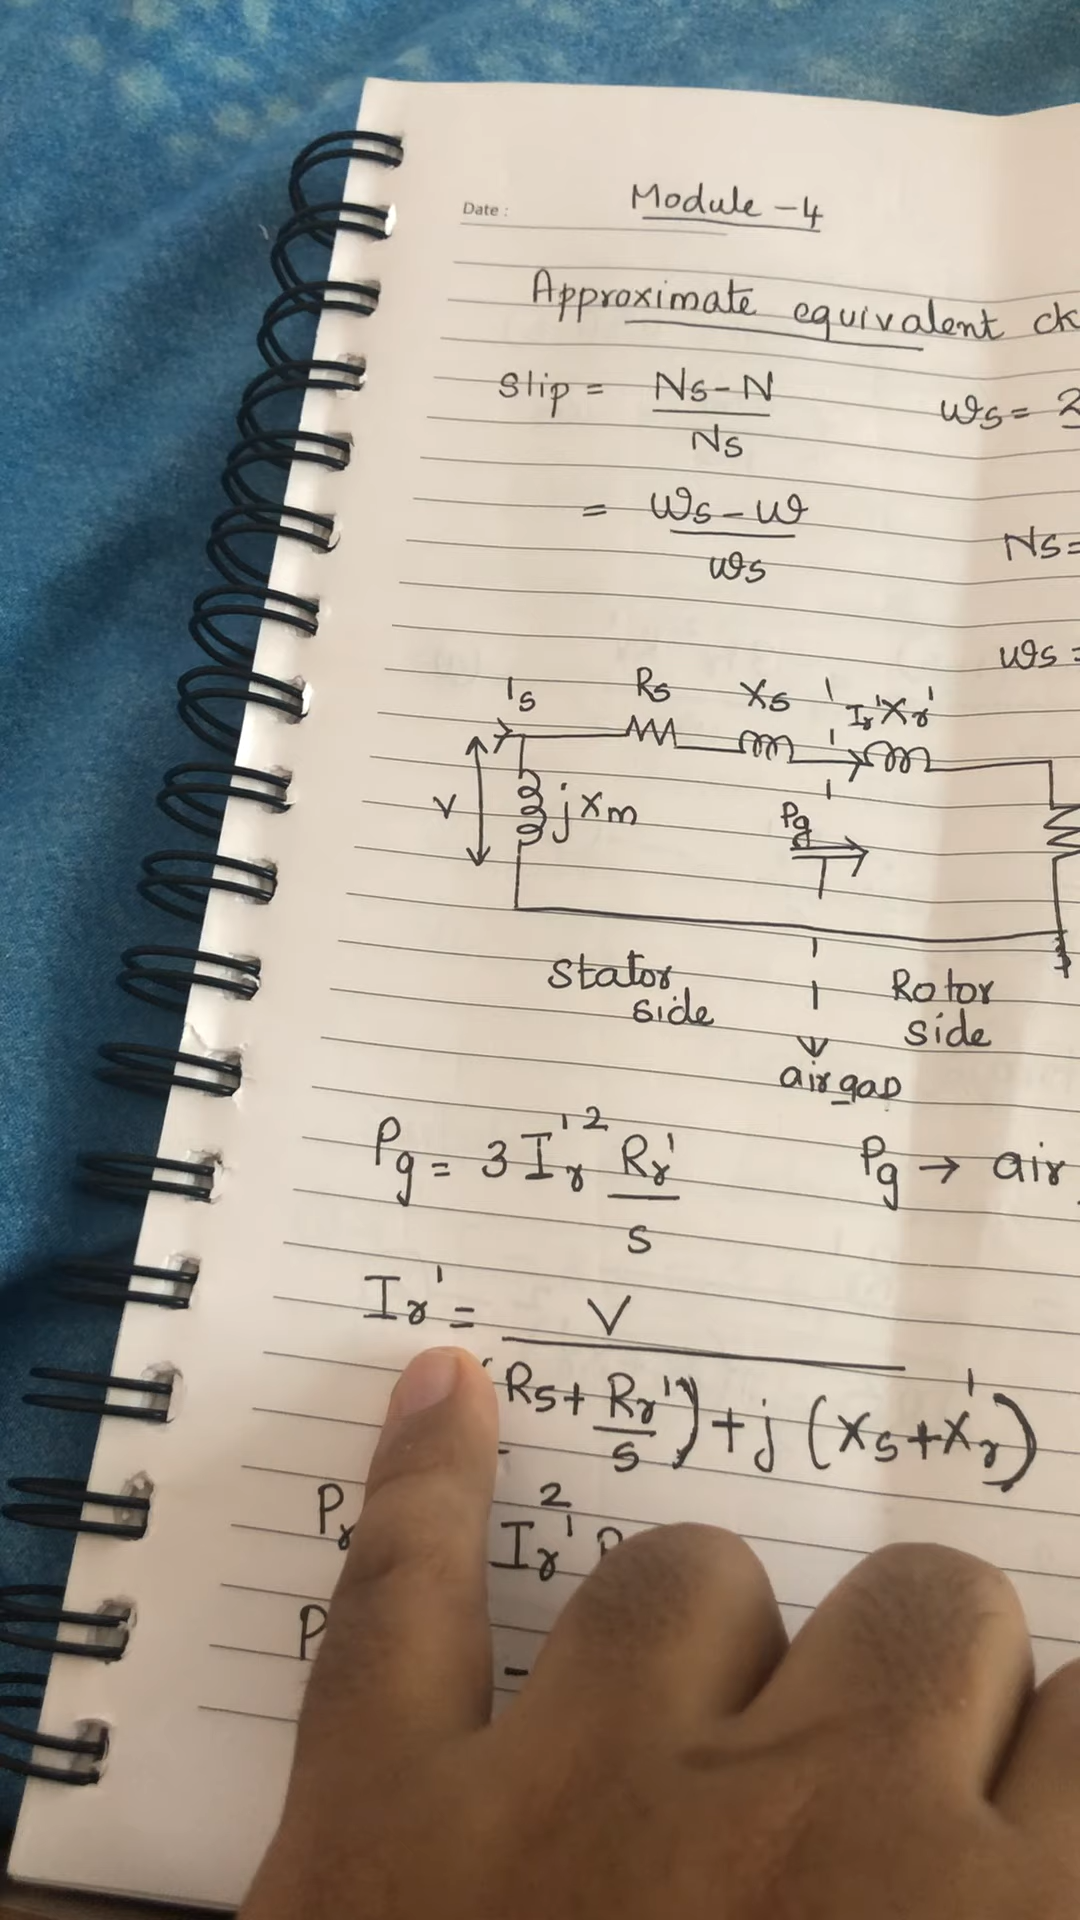 Module - 4
Date :
Approximate equivalent ck
Slip = Ns - N / Ns
ωs = 2
= ωs - ω / ωs
Ns =
ωs =
Is Rs Xs Ir' Xr'
V jXm Pg
Stator side
Rotor side
air gap
Pg = 3 Ir'² Rr' / s
Pg → air
Ir' = V / (Rs + Rr'/s) + j (Xs + Xr')
Pr Ir'²
P -